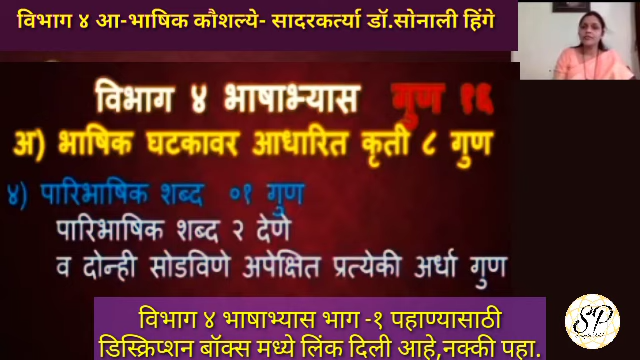 विभाग ४ आ-भाषिक कौशल्ये- सादरकर्त्या डॉ.सोनाली हिंगे
विभाग ४ भाषाभ्यास गुण १६
अ) भाषिक घटकावर आधारित कृती ८ गुण
४) पारिभाषिक शब्द ०१ गुण
पारिभाषिक शब्द २ देणे
व दोन्ही सोडविणे अपेक्षित प्रत्येकी अर्धा गुण
विभाग ४ भाषाभ्यास भाग -१ पहाण्यासाठी
डिस्क्रिप्शन बॉक्स मध्ये लिंक दिली आहे,नक्की पहा.
SP